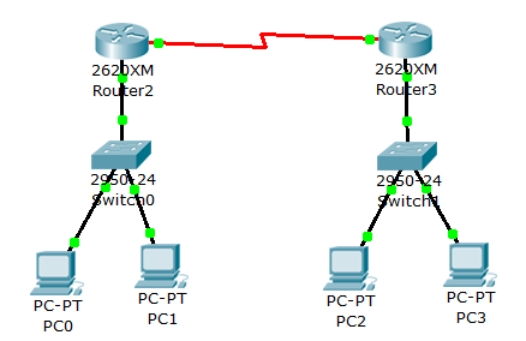 2620XM
Router2
2620XM
Router3
2950-24
Switch0
2950-24
Switch1
PC-PT
PC0
PC-PT
PC1
PC-PT
PC2
PC-PT
PC3